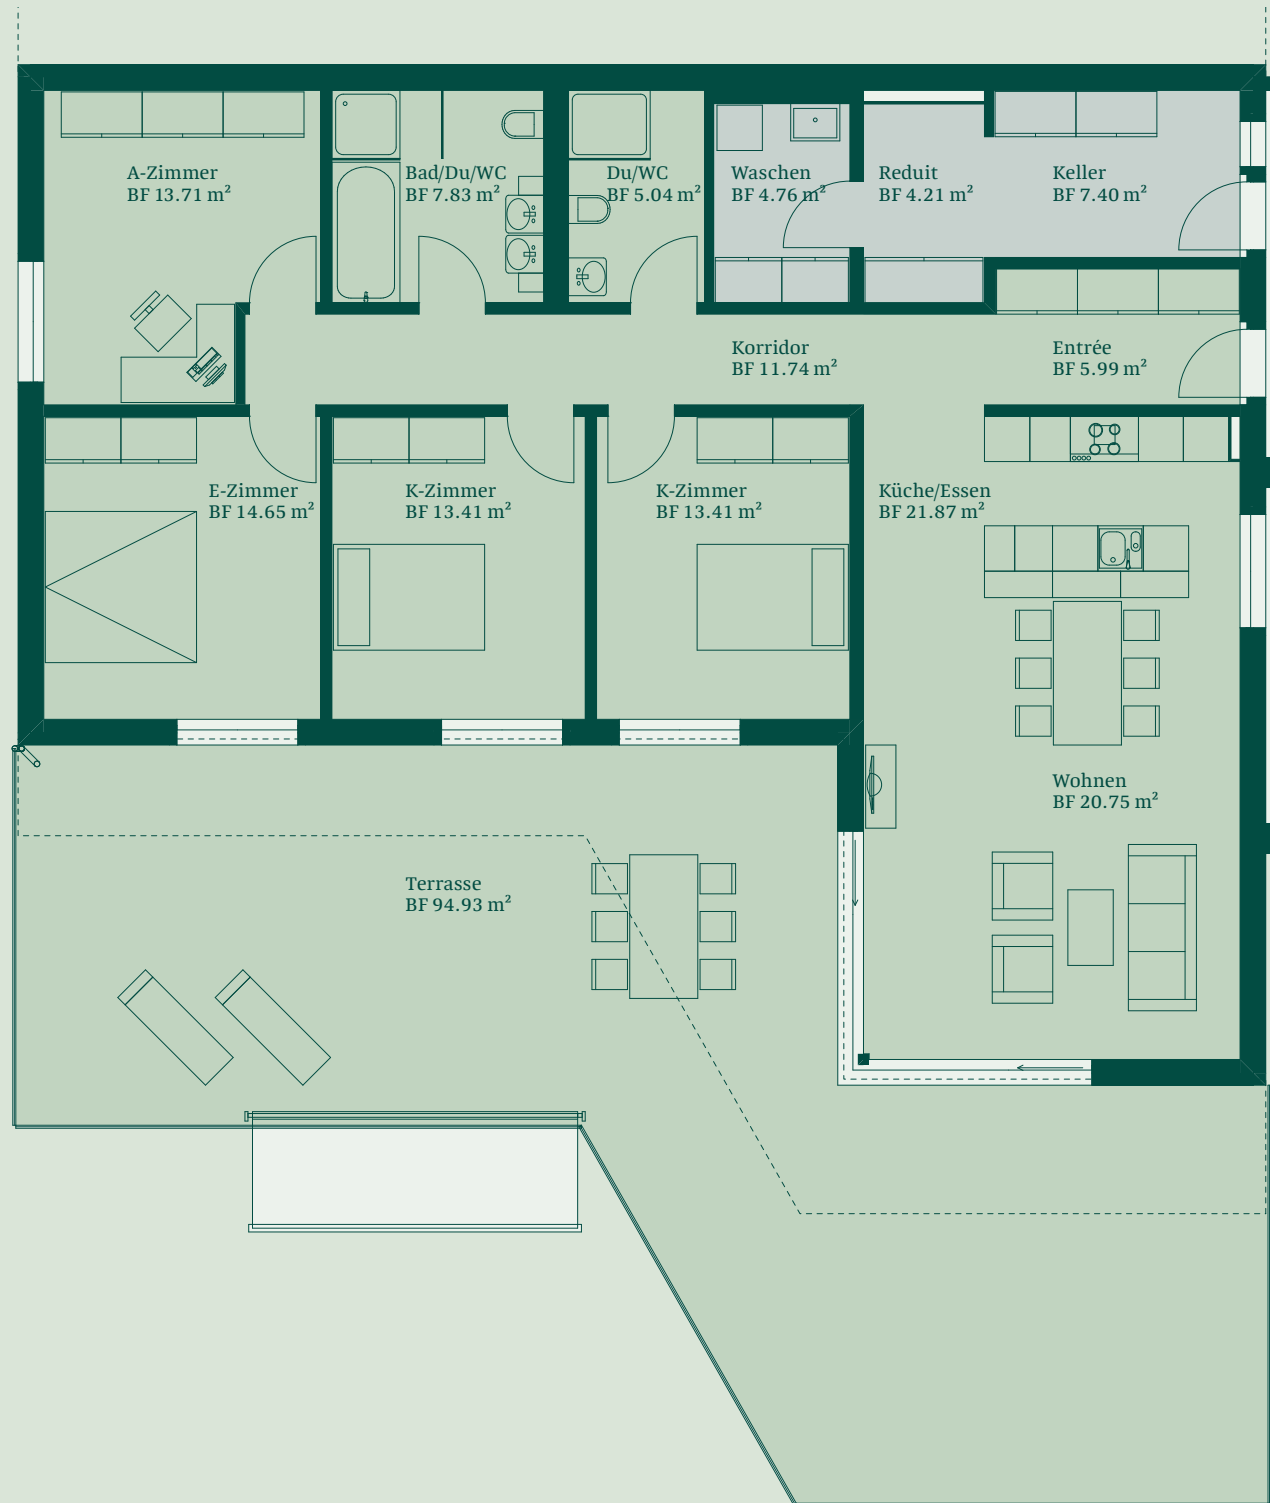 A-Zimmer
BF 13.71 m²
Bad/Du/WC
BF 7.83 m²
Du/WC
BF 5.04 m²
Waschen
BF 4.76 m²
Reduit
BF 4.21 m²
Keller
BF 7.40 m²
Korridor
BF 11.74 m²
Entrée
BF 5.99 m²
E-Zimmer
BF 14.65 m²
K-Zimmer
BF 13.41 m²
K-Zimmer
BF 13.41 m²
Küche/Essen
BF 21.87 m²
Wohnen
BF 20.75 m²
Terrasse
BF 94.93 m²